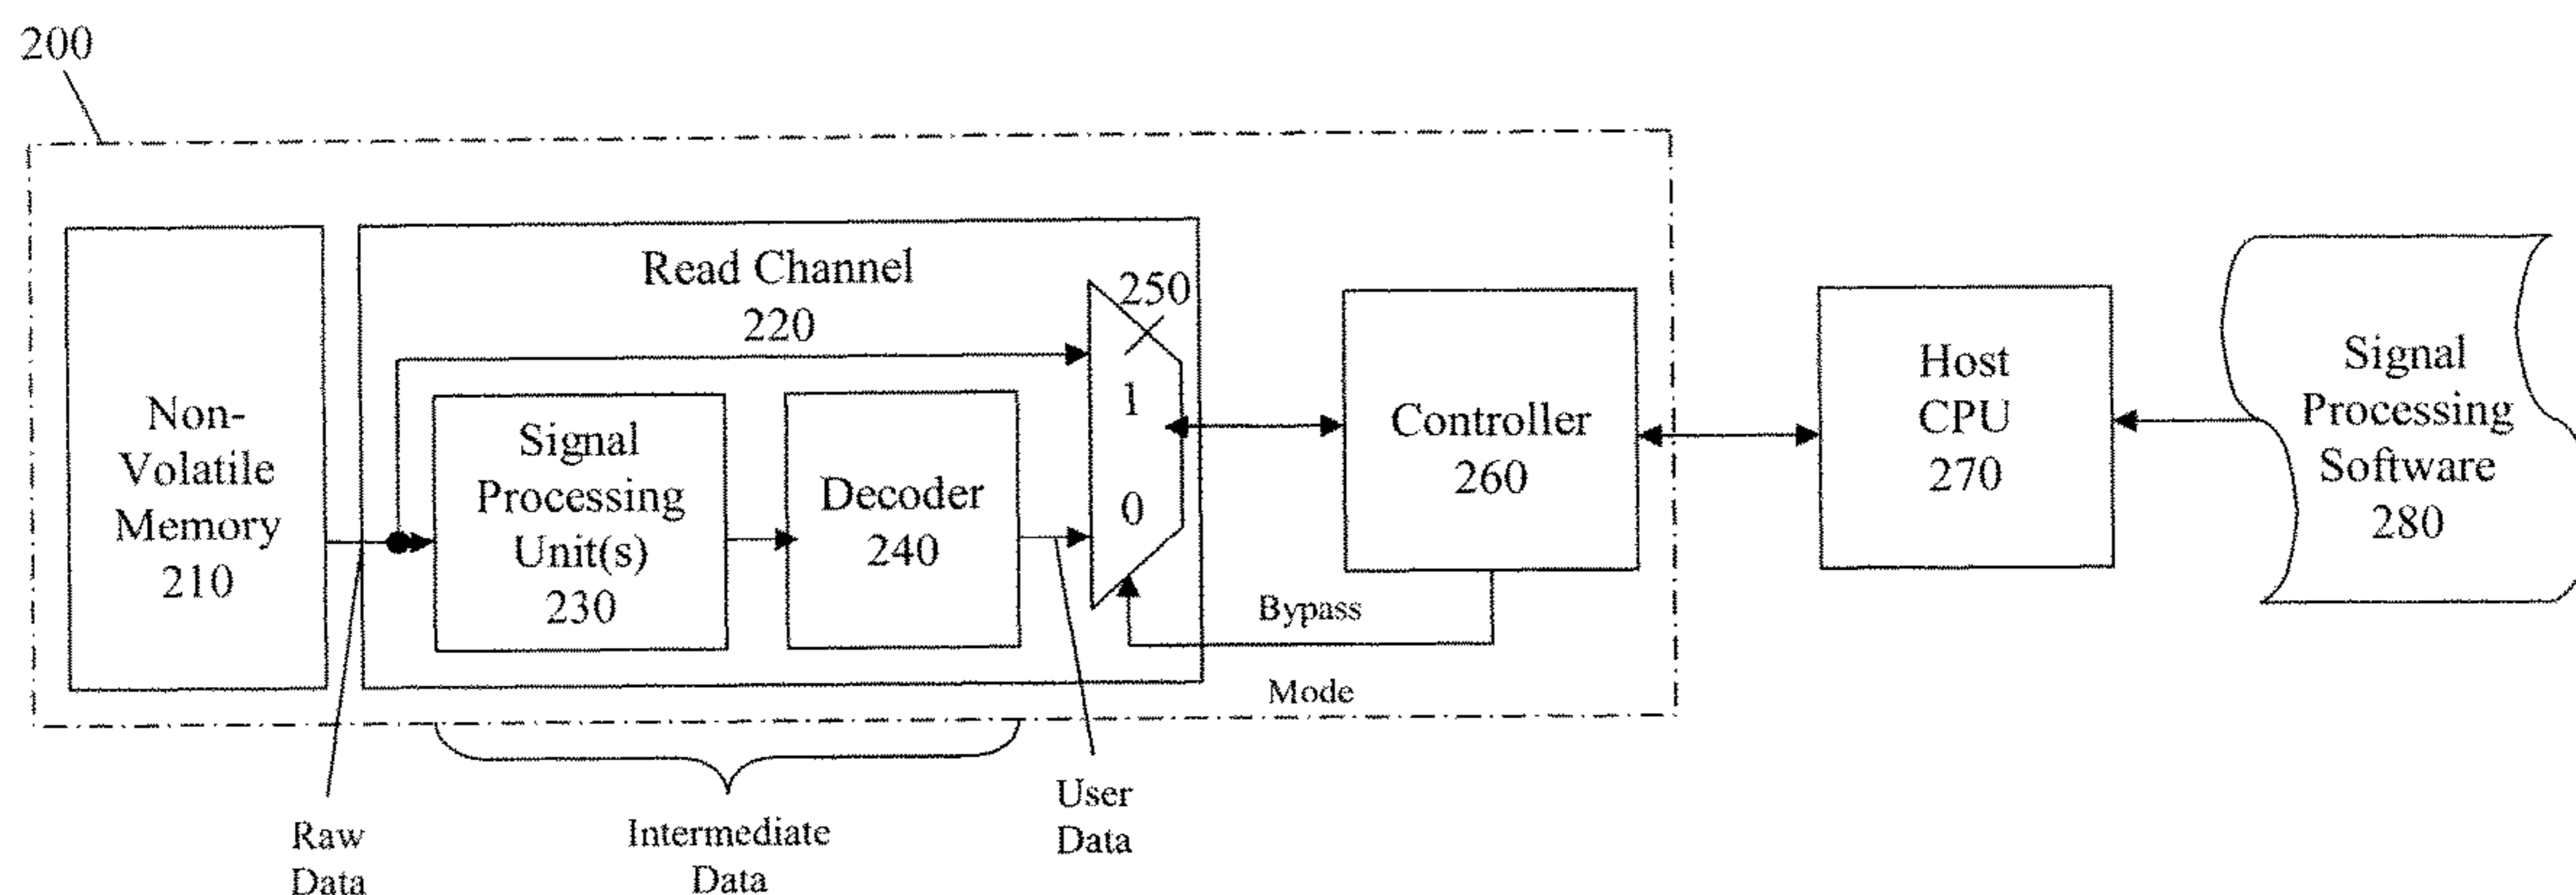 200
Read Channel
220
250
1
0
Non-
Volatile
Memory
210
Signal
Processing
Unit(s)
230
Decoder
240
Controller
260
Host
CPU
270
Signal
Processing
Software
280
Bypass
Mode
Raw
Data
Intermediate
Data
User
Data